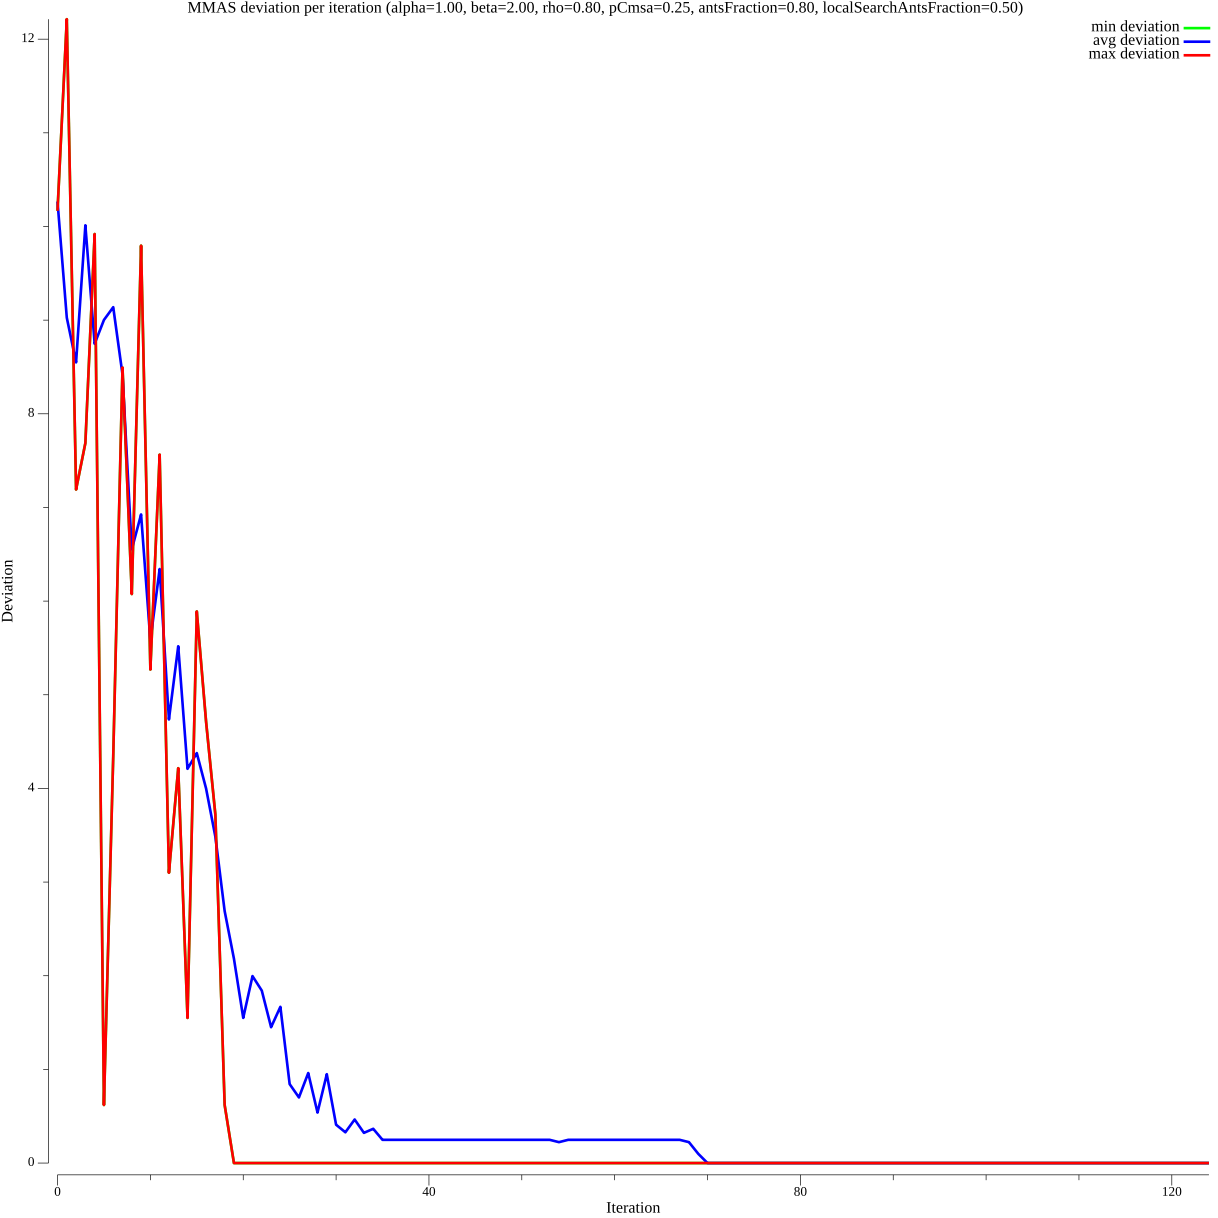 MMAS deviation per iteration (alpha=1.00, beta=2.00, rho=0.80, pCmsa=0.25, antsFraction=0.80, localSearchAntsFraction=0.50)
min deviation
avg deviation
max deviation
12
8
4
0
Deviation
0 40 80 120
Iteration